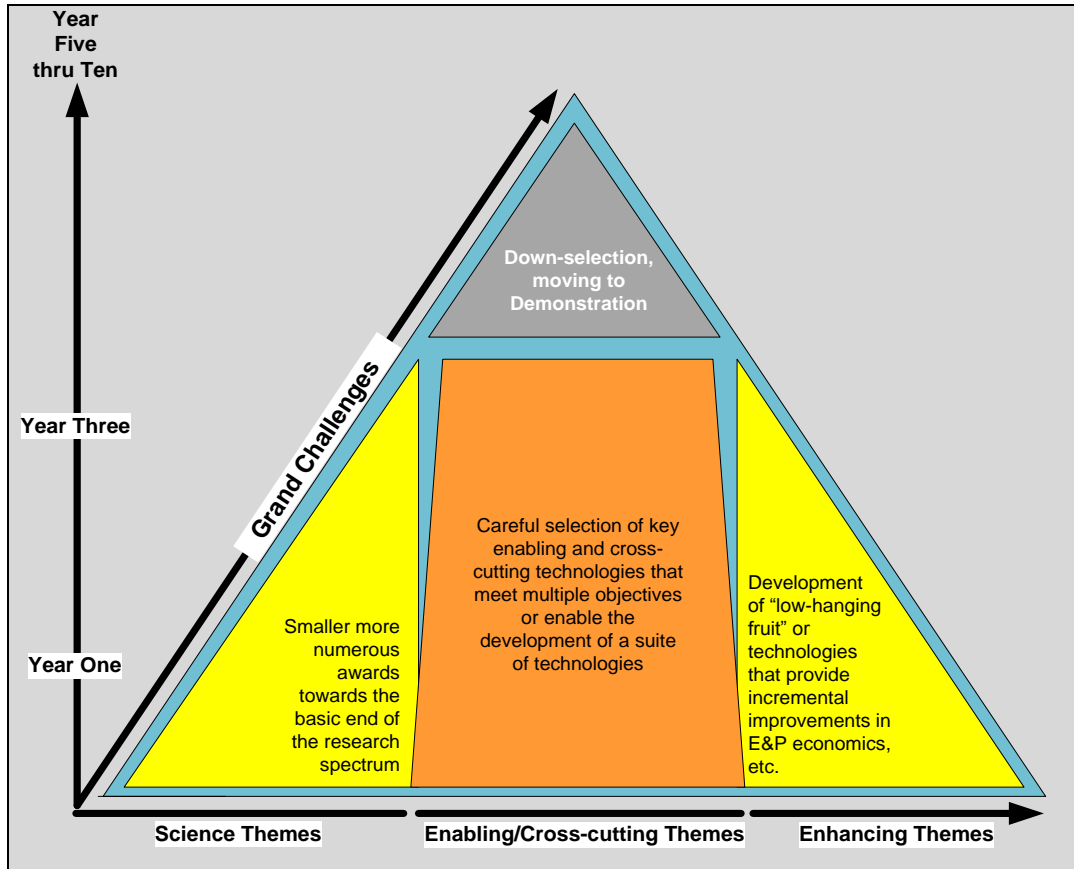 Year
Five
thru Ten
Down-selection,
moving to
Demonstration
Grand Challenges
Year Three
Careful selection of key
enabling and cross-
cutting technologies that
meet multiple objectives
or enable the
development of a suite
of technologies
Development
of “low-hanging
fruit” or
technologies
that provide
incremental
improvements in
E&P economics,
etc.
Smaller more
numerous
awards
towards the
basic end of
the research
spectrum
Year One
Science Themes
Enabling/Cross-cutting Themes
Enhancing Themes